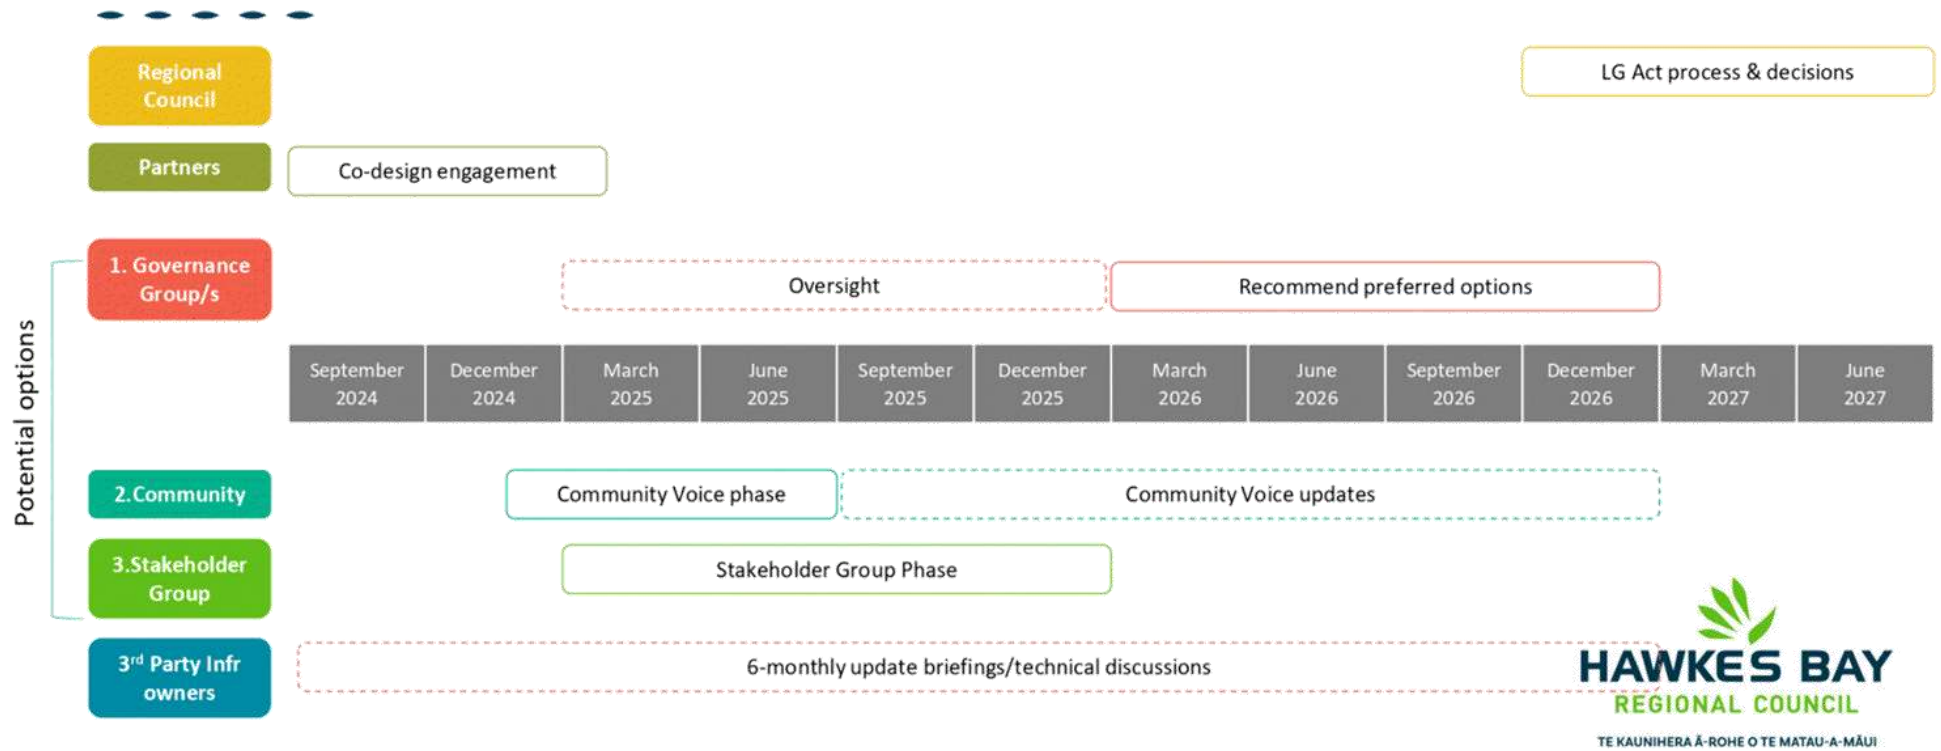 Regional
Council
LG Act process & decisions
Partners
Co-design engagement
Potential options
1. Governance
Group/s
Oversight
Recommend preferred options
September
2024
December
2024
March
2025
June
2025
September
2025
December
2025
March
2026
June
2026
September
2026
December
2026
March
2027
June
2027
2.Community
Community Voice phase
Community Voice updates
3.Stakeholder
Group
Stakeholder Group Phase
3rd Party Infr
owners
6-monthly update briefings/technical discussions
HAWKES BAY
REGIONAL COUNCIL
TE KAUNIHERA Ā-ROHE O TE MATAU-A-MĀUI